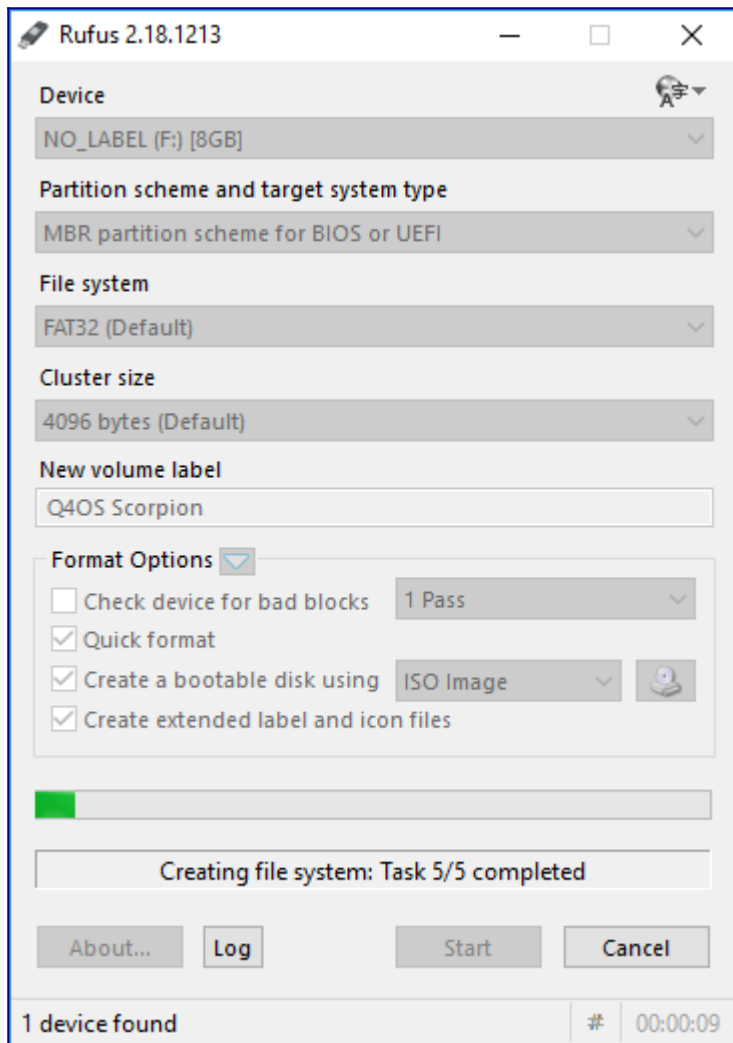 Rufus 2.18.1213
Device
NO_LABEL (F:) [8GB]
Partition scheme and target system type
MBR partition scheme for BIOS or UEFI
File system
FAT32 (Default)
Cluster size
4096 bytes (Default)
New volume label
Q4OS Scorpion
Format Options
Check device for bad blocks 1 Pass
Quick format
Create a bootable disk using ISO Image
Create extended label and icon files
Creating file system: Task 5/5 completed
About... Log Start Cancel
1 device found # 00:00:09